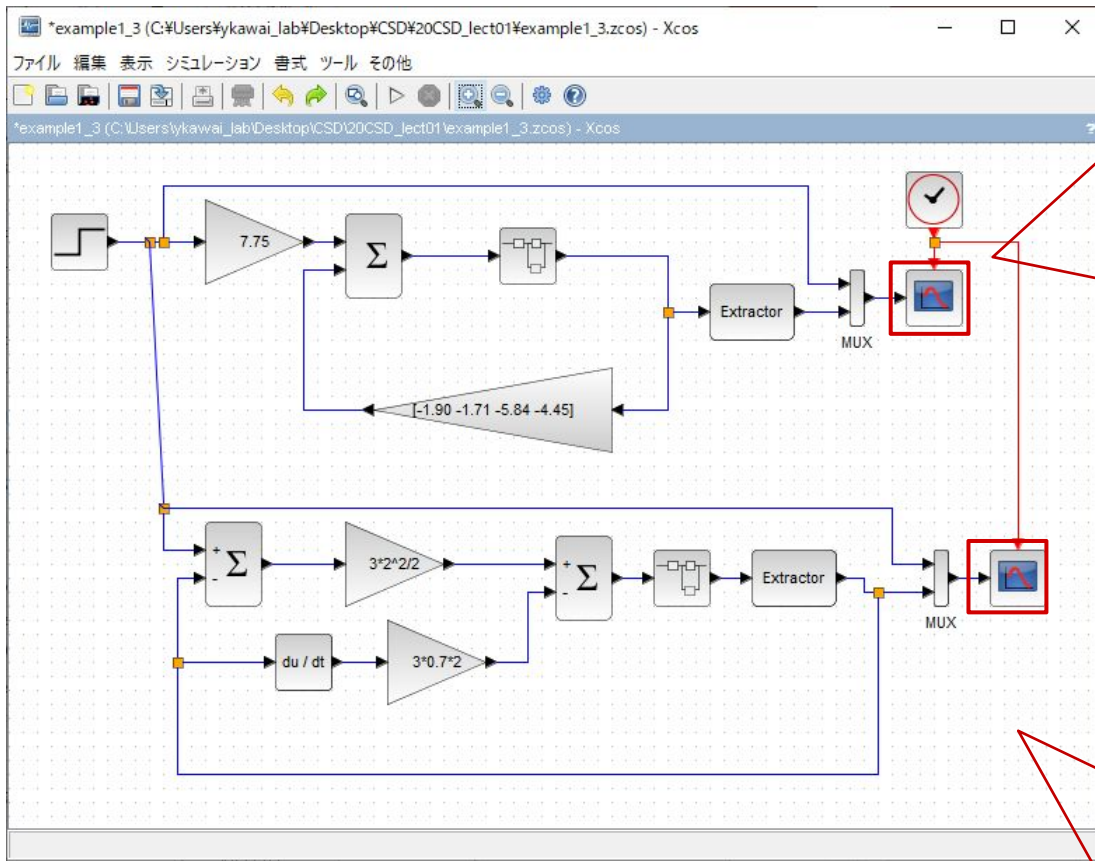 *example1_3 (C:¥Users¥ykawai_lab¥Desktop¥CSD¥20CSD_lect01¥example1_3.zcos) - Xcos
ファイル 編集 表示 シミュレーション 書式 ツール その他
*example1_3 (C:\Users\ykawai_lab\Desktop\CSD\20CSD_lect01\example1_3.zcos) - Xcos
?
7.75
Σ
Extractor
MUX
[-1.90 -1.71 -5.84 -4.45]
+
-
Σ
3*2^2/2
+
-
Σ
Extractor
MUX
du / dt
3*0.7*2